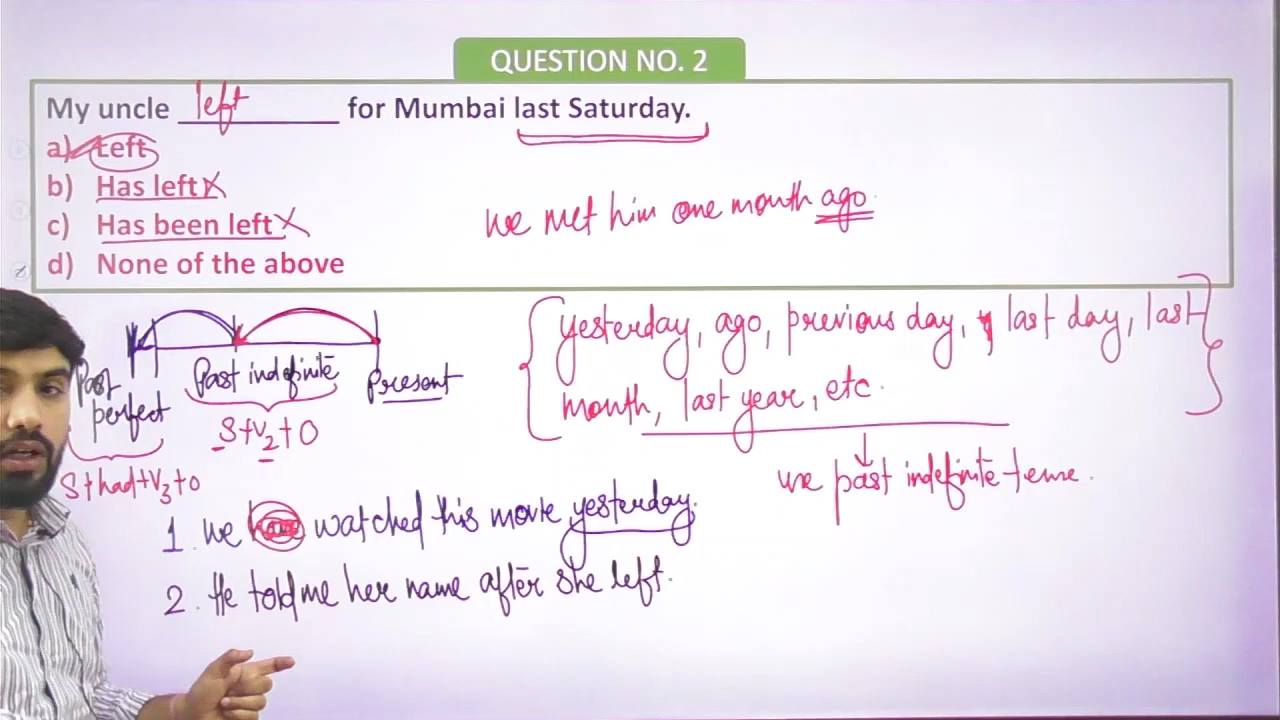 QUESTION NO. 2
My uncle left for Mumbai last Saturday.
a) Left
b) Has left
c) Has been left
d) None of the above
we met him one month ago.
Past perfect
Past indefinite
Present
S+V2+O
S+had+V3+O
yesterday, ago, previous day, last day, last
month, last year, etc.
use past indefinite tense.
1. We have watched this movie yesterday.
2. He told me her name after she left.